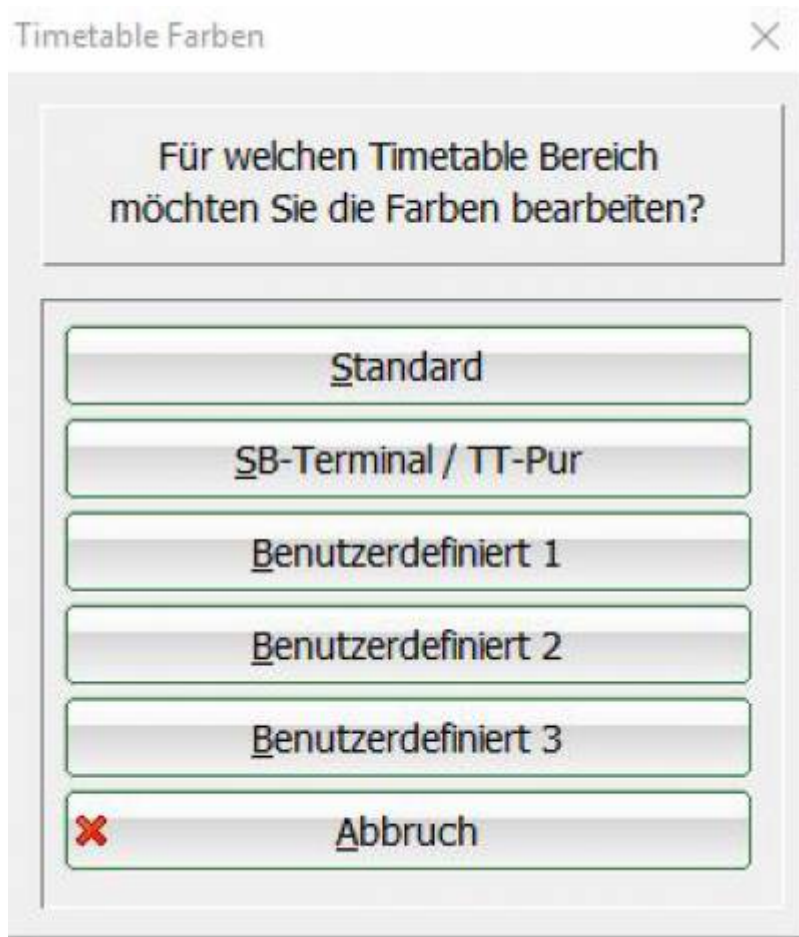 Timetable Farben
Für welchen Timetable Bereich
möchten Sie die Farben bearbeiten?
Standard
SB-Terminal / TT-Pur
Benutzerdefiniert 1
Benutzerdefiniert 2
Benutzerdefiniert 3
Abbruch